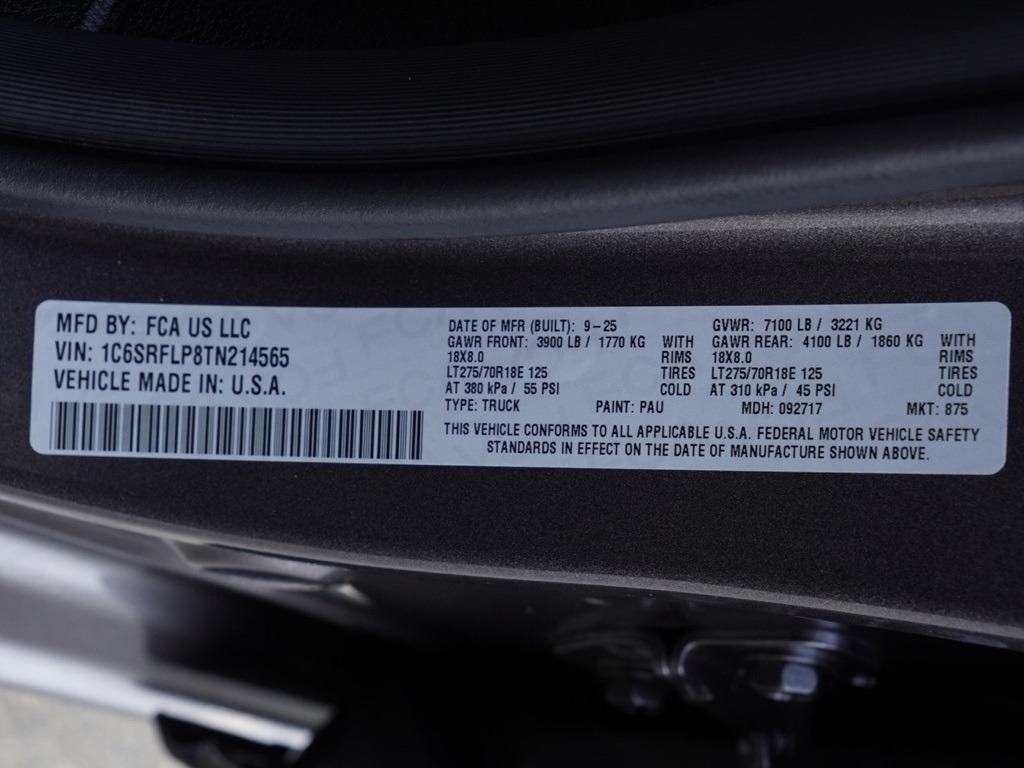 MFD BY: FCA US LLC
VIN: 1C6SRFLP8TN214565
VEHICLE MADE IN: U.S.A.
DATE OF MFR (BUILT): 9-25 GVWR: 7100 LB / 3221 KG
GAWR FRONT: 3900 LB / 1770 KG WITH GAWR REAR: 4100 LB / 1860 KG WITH
18X8.0 RIMS 18X8.0 RIMS
LT275/70R18E 125 TIRES LT275/70R18E 125 TIRES
AT 380 kPa / 55 PSI COLD AT 310 kPa / 45 PSI COLD
TYPE: TRUCK PAINT: PAU MDH: 092717 MKT: 875
THIS VEHICLE CONFORMS TO ALL APPLICABLE U.S.A. FEDERAL MOTOR VEHICLE SAFETY
STANDARDS IN EFFECT ON THE DATE OF MANUFACTURE SHOWN ABOVE.